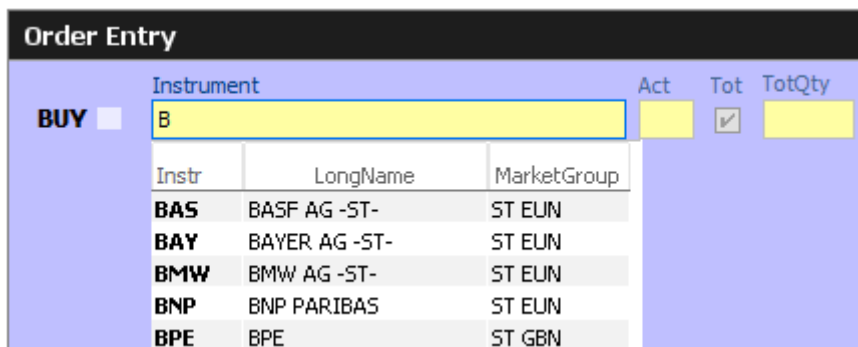 Order Entry
Instrument Act Tot TotQty
BUY B
Instr LongName MarketGroup
BAS BASF AG -ST- ST EUN
BAY BAYER AG -ST- ST EUN
BMW BMW AG -ST- ST EUN
BNP BNP PARIBAS ST EUN
BPE BPE ST GBN